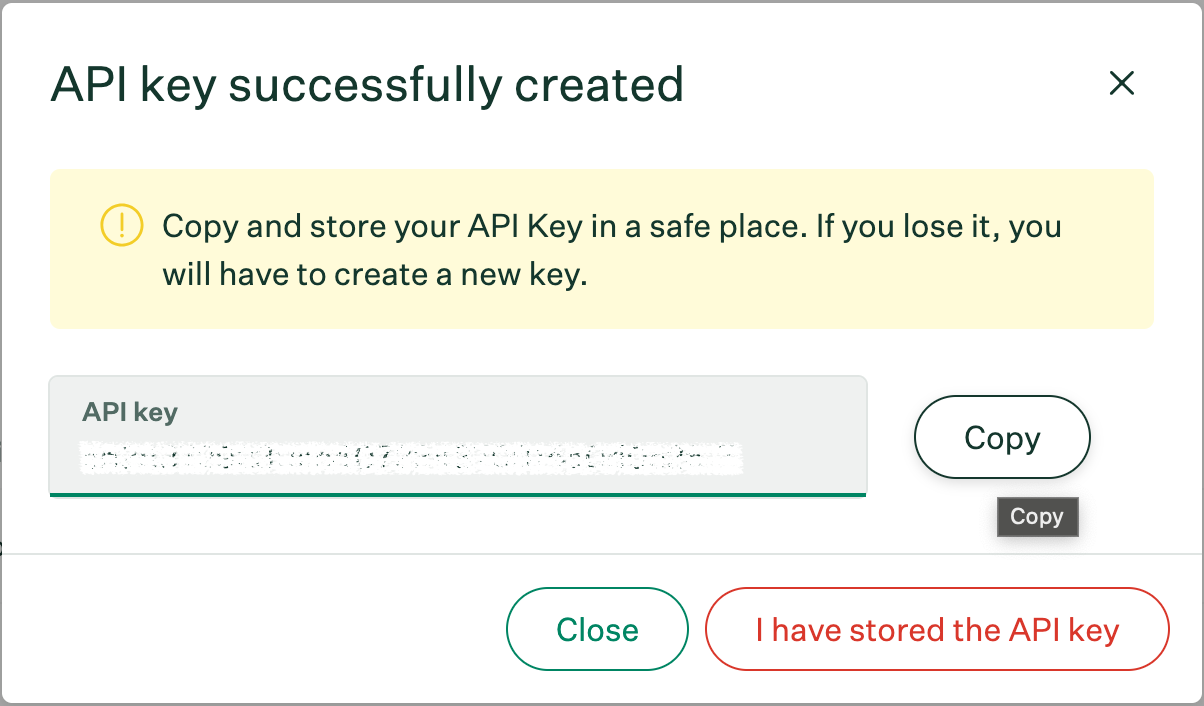 API key successfully created
Copy and store your API Key in a safe place. If you lose it, you
will have to create a new key.
API key
Copy
Copy
Close
I have stored the API key